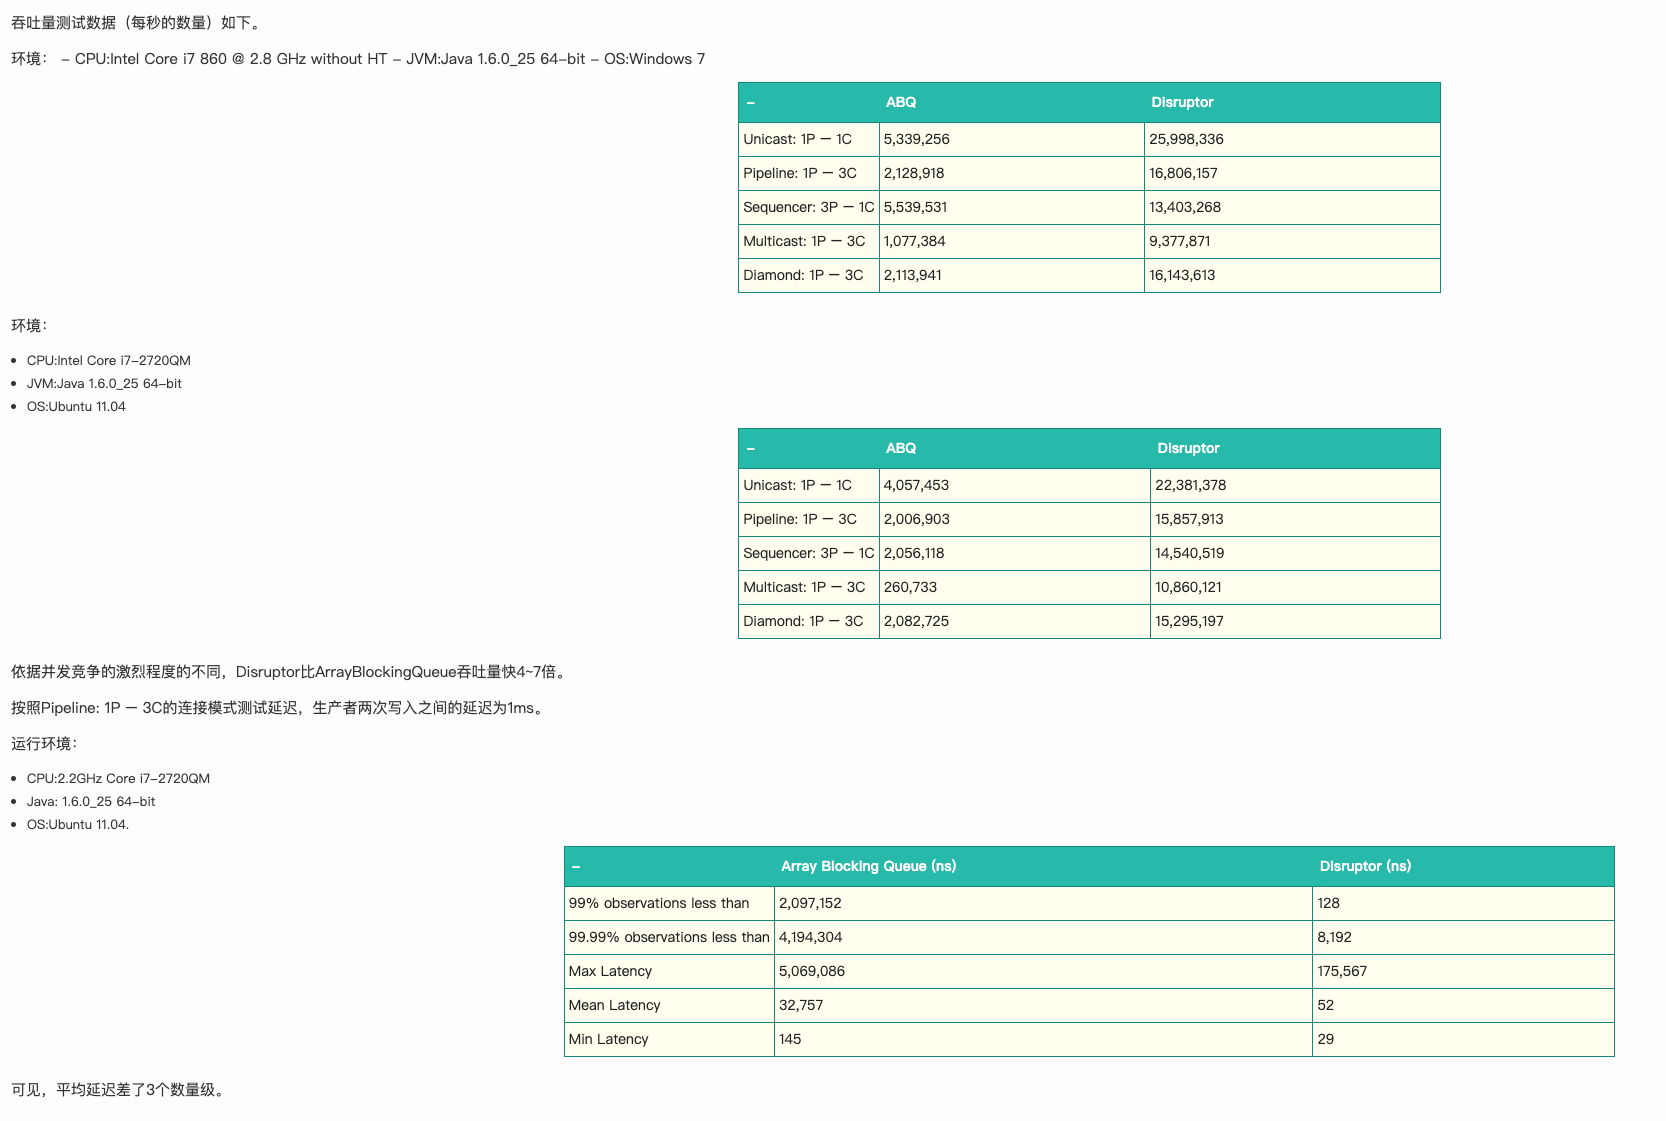 吞吐量测试数据（每秒的数量）如下。
环境： – CPU:Intel Core i7 860 @ 2.8 GHz without HT – JVM:Java 1.6.0_25 64-bit – OS:Windows 7
– ABQ Disruptor
Unicast: 1P – 1C 5,339,256 25,998,336
Pipeline: 1P – 3C 2,128,918 16,806,157
Sequencer: 3P – 1C 5,539,531 13,403,268
Multicast: 1P – 3C 1,077,384 9,377,871
Diamond: 1P – 3C 2,113,941 16,143,613
环境：
• CPU:Intel Core i7-2720QM
• JVM:Java 1.6.0_25 64-bit
• OS:Ubuntu 11.04
– ABQ Disruptor
Unicast: 1P – 1C 4,057,453 22,381,378
Pipeline: 1P – 3C 2,006,903 15,857,913
Sequencer: 3P – 1C 2,056,118 14,540,519
Multicast: 1P – 3C 260,733 10,860,121
Diamond: 1P – 3C 2,082,725 15,295,197
依据并发竞争的激烈程度的不同，Disruptor比ArrayBlockingQueue吞吐量快4~7倍。
按照Pipeline: 1P – 3C的连接模式测试延迟，生产者两次写入之间的延迟为1ms。
运行环境：
• CPU:2.2GHz Core i7-2720QM
• Java: 1.6.0_25 64-bit
• OS:Ubuntu 11.04.
– Array Blocking Queue (ns) Disruptor (ns)
99% observations less than 2,097,152 128
99.99% observations less than 4,194,304 8,192
Max Latency 5,069,086 175,567
Mean Latency 32,757 52
Min Latency 145 29
可见，平均延迟差了3个数量级。